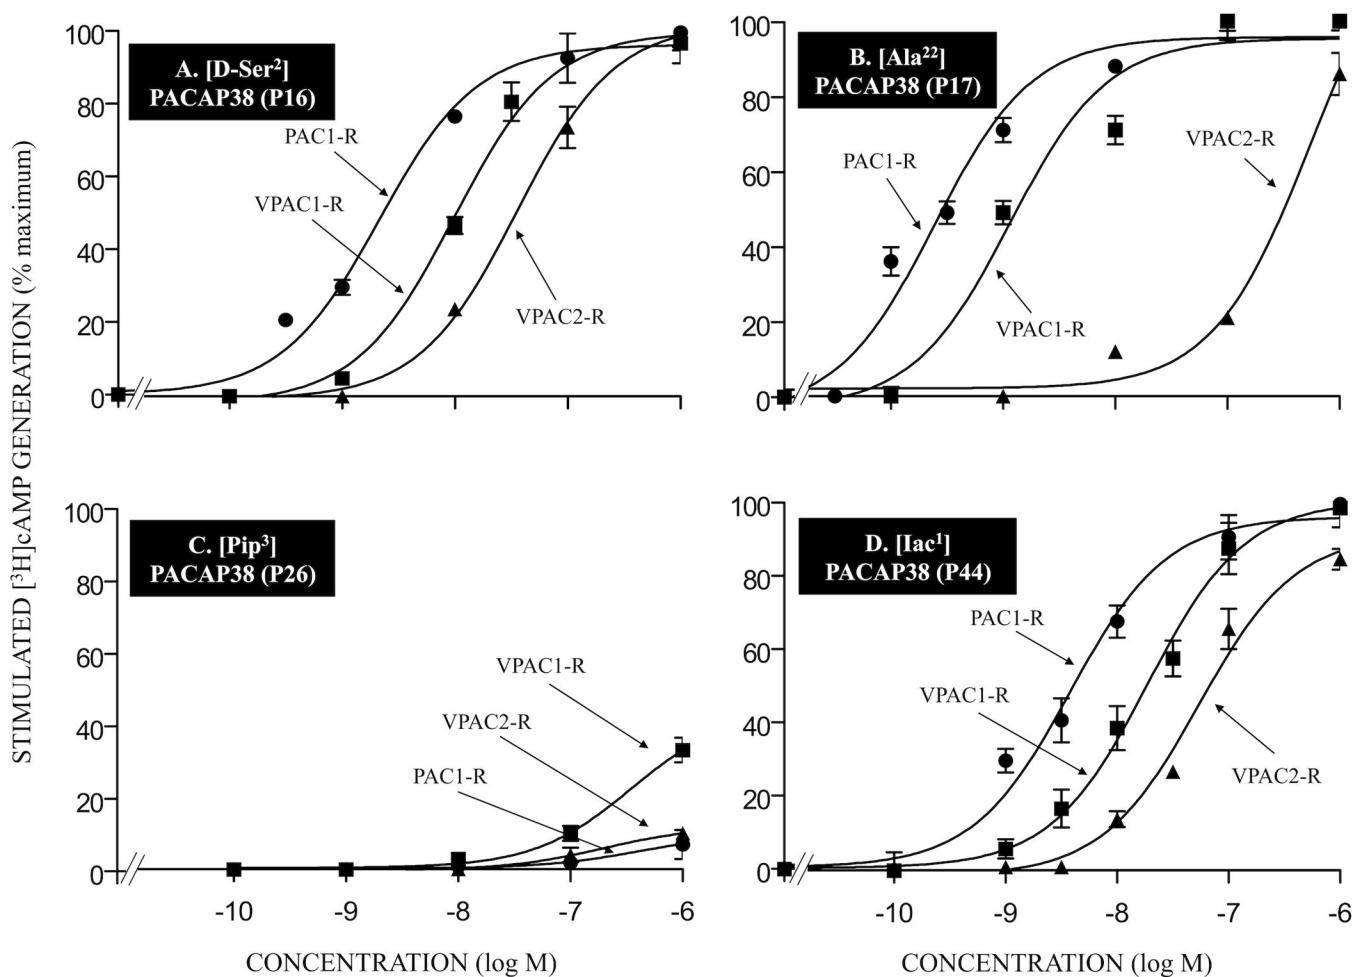 STIMULATED [³H]cAMP GENERATION (% maximum)
A. [D-Ser²]
PACAP38 (P16)
100
80
60
40
20
0
PAC1-R
VPAC1-R
VPAC2-R
B. [Ala²²]
PACAP38 (P17)
100
80
60
40
20
0
PAC1-R
VPAC1-R
VPAC2-R
C. [Pip³]
PACAP38 (P26)
100
80
60
40
20
0
VPAC1-R
VPAC2-R
PAC1-R
-10 -9 -8 -7 -6
CONCENTRATION (log M)
D. [Iac¹]
PACAP38 (P44)
100
80
60
40
20
0
PAC1-R
VPAC1-R
VPAC2-R
-10 -9 -8 -7 -6
CONCENTRATION (log M)